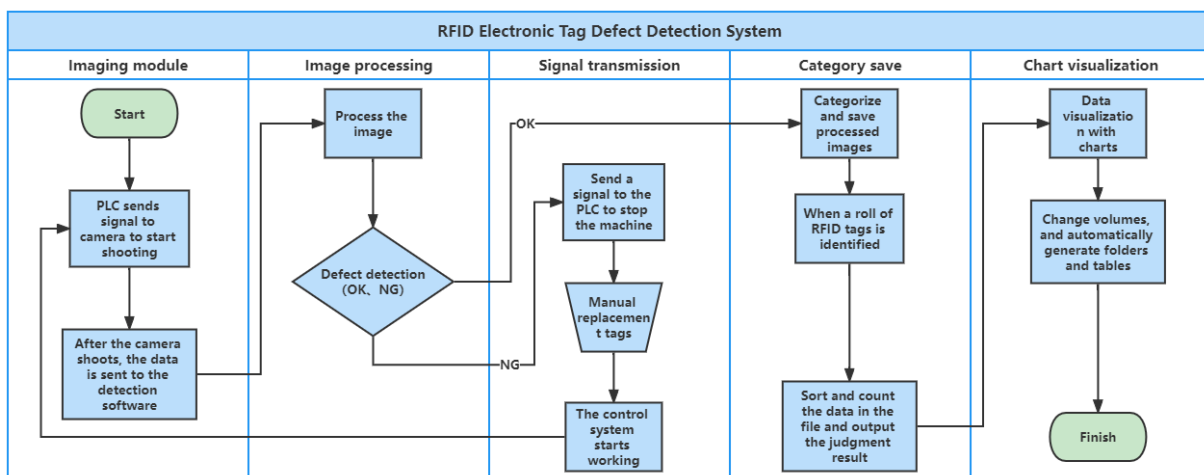 RFID Electronic Tag Defect Detection System
Imaging module
Image processing
Signal transmission
Category save
Chart visualization
Start
PLC sends
signal to
camera to start
shooting
After the camera
shoots, the data
is sent to the
detection
software
Process the
image
Defect detection
(OK、NG)
OK
NG
Send a
signal to the
PLC to stop
the machine
Manual
replacemen
t tags
The control
system
starts
working
Categorize
and save
processed
images
When a roll of
RFID tags is
identified
Sort and count
the data in the
file and output
the judgment
result
Data
visualizatio
n with
charts
Change volumes,
and automatically
generate folders
and tables
Finish